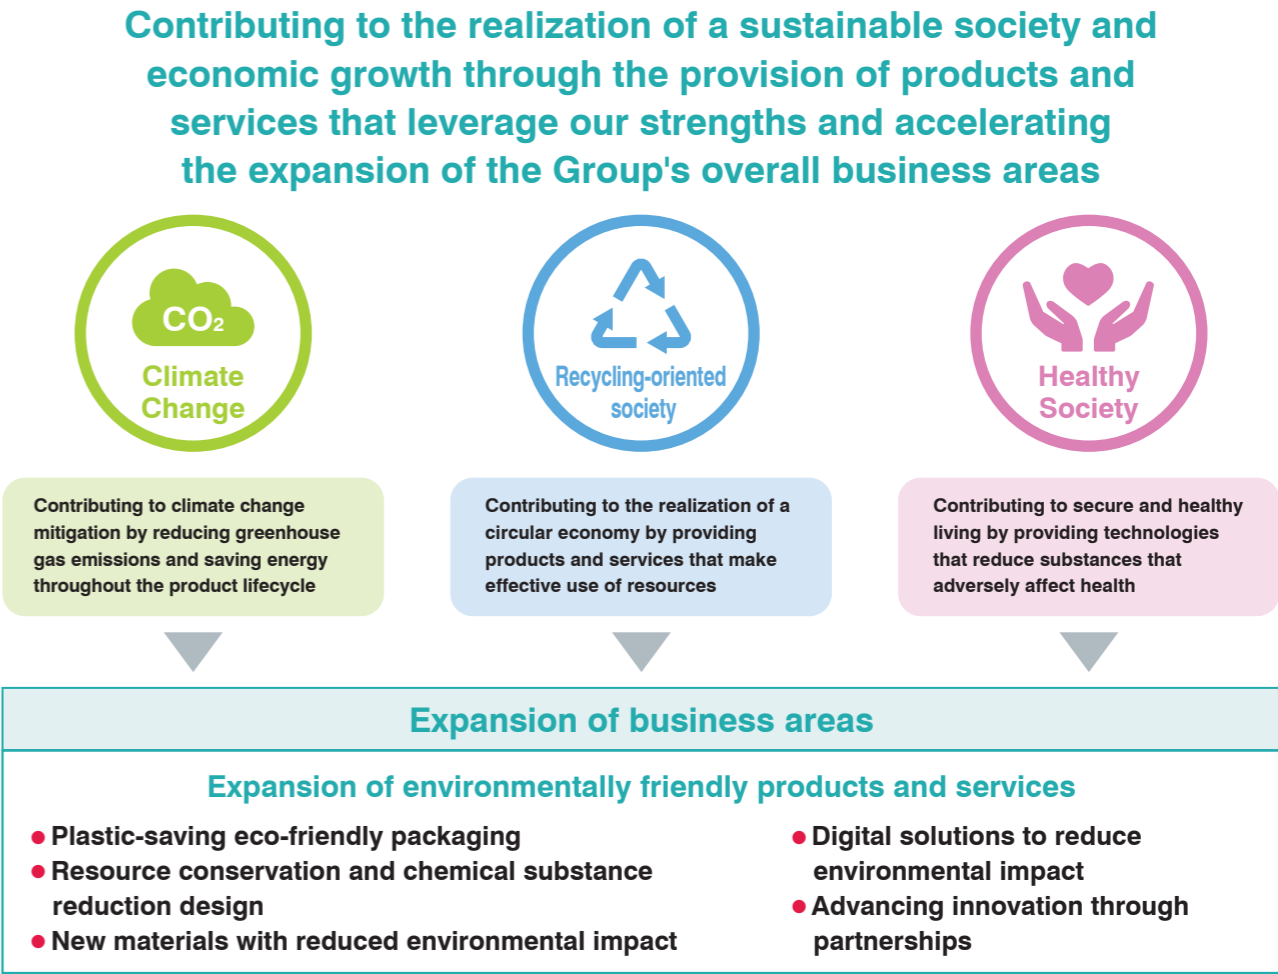 Contributing to the realization of a sustainable society and
economic growth through the provision of products and
services that leverage our strengths and accelerating
the expansion of the Group's overall business areas
CO₂
Climate
Change
Recycling-oriented
society
Healthy
Society
Contributing to climate change
mitigation by reducing greenhouse
gas emissions and saving energy
throughout the product lifecycle
Contributing to the realization of a
circular economy by providing
products and services that make
effective use of resources
Contributing to secure and healthy
living by providing technologies
that reduce substances that
adversely affect health
Expansion of business areas
Expansion of environmentally friendly products and services
● Plastic-saving eco-friendly packaging
● Resource conservation and chemical substance
reduction design
● New materials with reduced environmental impact
● Digital solutions to reduce
environmental impact
● Advancing innovation through
partnerships